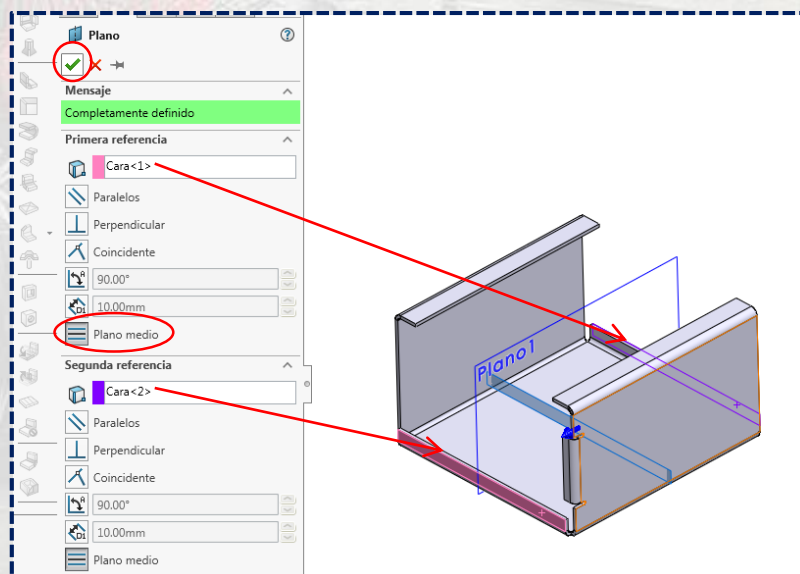 Plano
Mensaje
Completamente definido
Primera referencia
Cara<1>
Paralelos
Perpendicular
Coincidente
90.00°
10.00mm
Plano medio
Segunda referencia
Cara<2>
Paralelos
Perpendicular
Coincidente
90.00°
10.00mm
Plano medio
Plano1